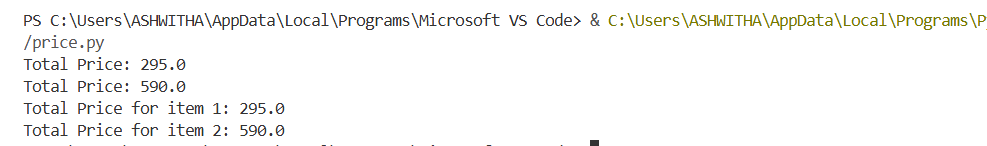 PS C:\Users\ASHWITHA\AppData\Local\Programs\Microsoft VS Code> & C:\Users\ASHWITHA\AppData\Local\Programs\P
/price.py
Total Price: 295.0
Total Price: 590.0
Total Price for item 1: 295.0
Total Price for item 2: 590.0